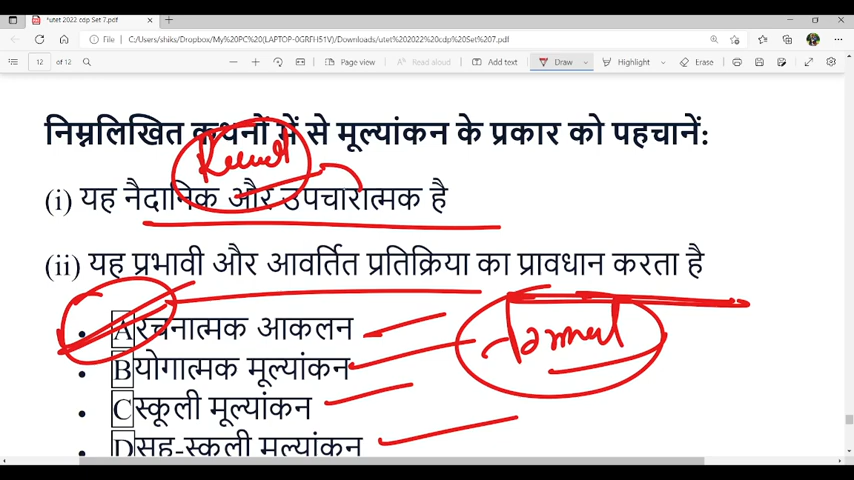 *utet 2022 cdp Set 7.pdf
File | C:/Users/shiks/Dropbox/My%20PC%20(LAPTOP-0GRFH51V)/Downloads/utet%202022%20cdp%20Set%207.pdf
12 of 12 Page view Read aloud Add text Draw Highlight Erase
निम्नलिखित कथनों में से मूल्यांकन के प्रकार को पहचानें:
(i) यह नैदानिक और उपचारात्मक है
(ii) यह प्रभावी और आवर्तित प्रतिक्रिया का प्रावधान करता है
• A रचनात्मक आकलन
• B योगात्मक मूल्यांकन
• C स्कूली मूल्यांकन
• D सह-स्कूली मूल्यांकन